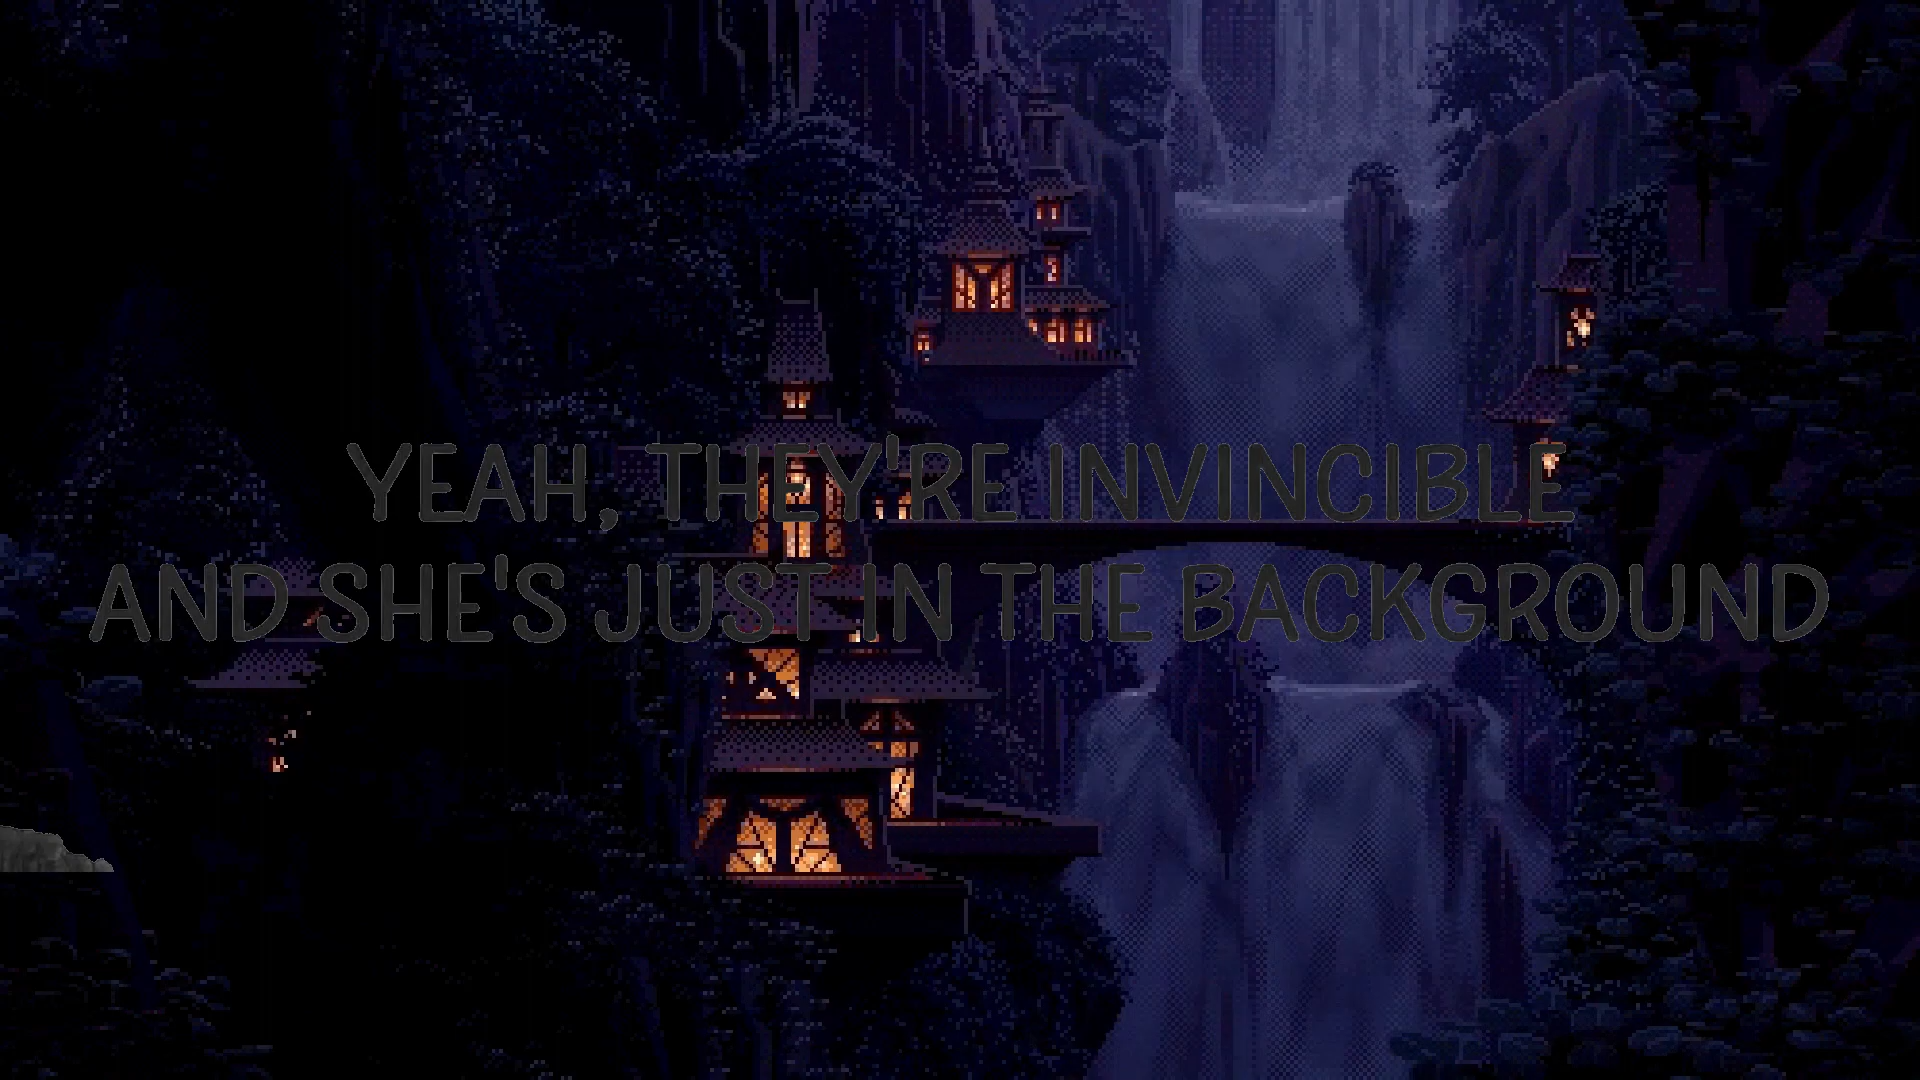 YEAH, THEY'RE INVINCIBLE
AND SHE'S JUST IN THE BACKGROUND